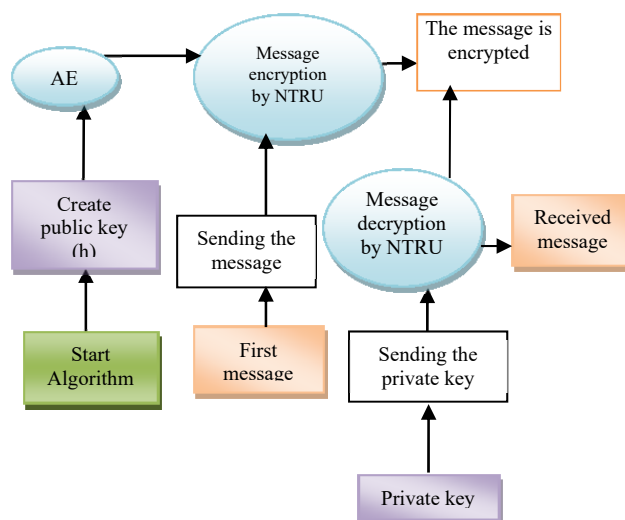 AE
Message
encryption
by NTRU
The message is
encrypted
Create
public key
(h)
Sending the
message
Message
decryption
by NTRU
Received
message
Start
Algorithm
First
message
Sending the
private key
Private key